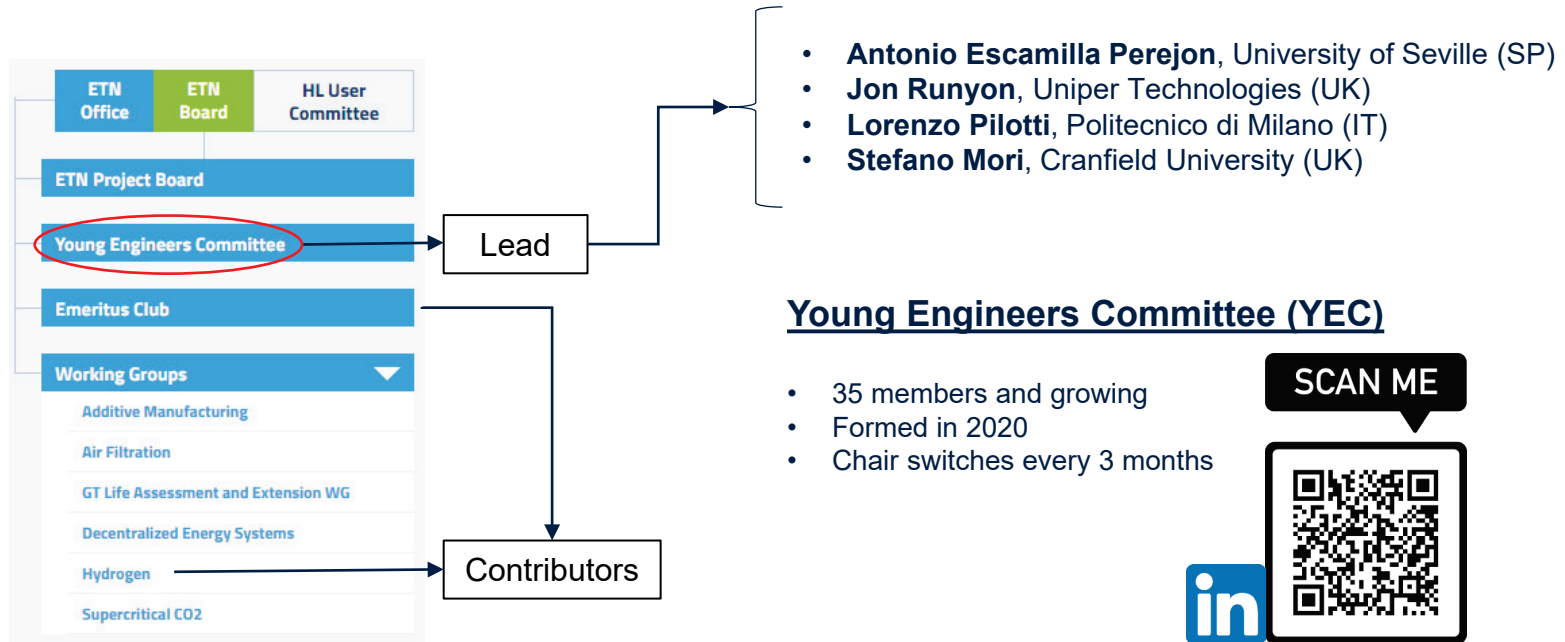 ETN Office
ETN Board
HL User Committee
ETN Project Board
Young Engineers Committee
Emeritus Club
Working Groups
Additive Manufacturing
Air Filtration
GT Life Assessment and Extension WG
Decentralized Energy Systems
Hydrogen
Supercritical CO2
Lead
Contributors
• Antonio Escamilla Perejon, University of Seville (SP)
• Jon Runyon, Uniper Technologies (UK)
• Lorenzo Pilotti, Politecnico di Milano (IT)
• Stefano Mori, Cranfield University (UK)
Young Engineers Committee (YEC)
• 35 members and growing
• Formed in 2020
• Chair switches every 3 months
SCAN ME
in